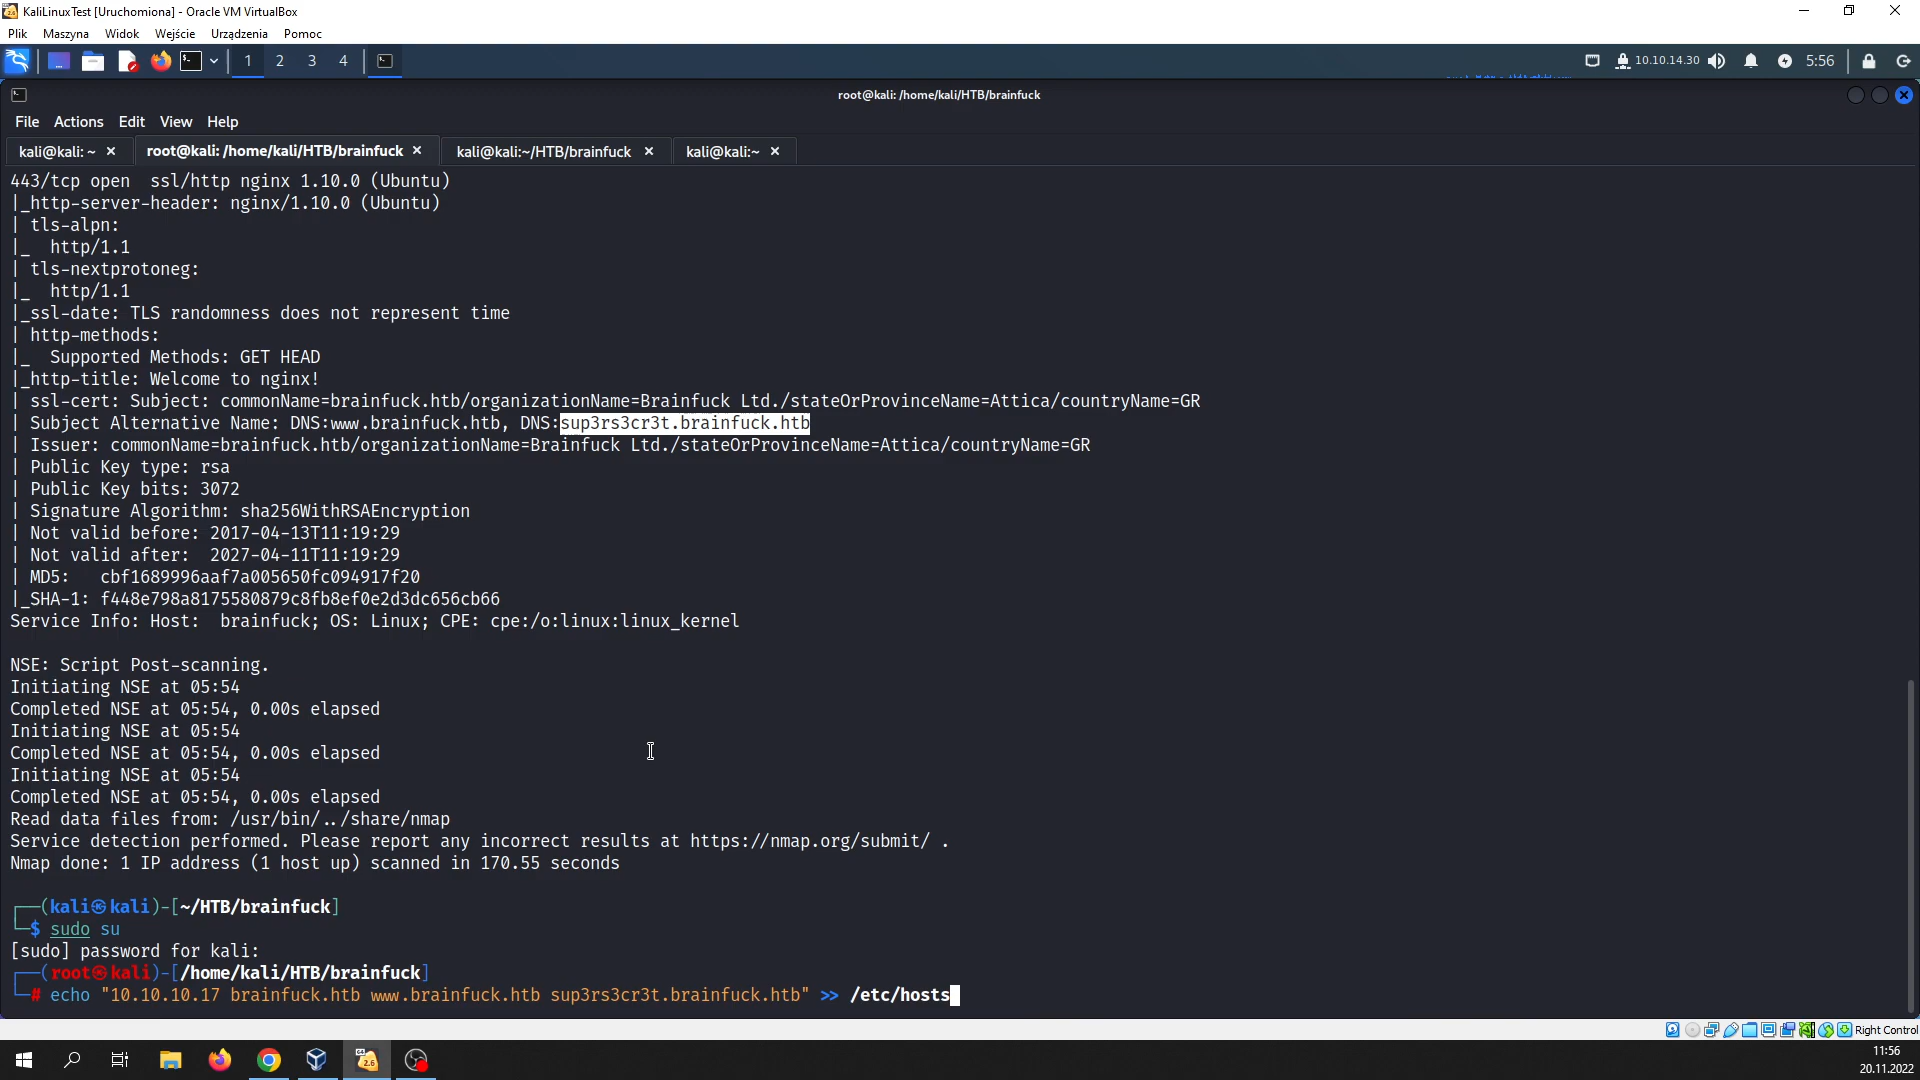 KaliLinuxTest [Uruchomiona] - Oracle VM VirtualBox
Plik Maszyna Widok Wejście Urządzenia Pomoc
1 2 3 4 10.10.14.30 5:56
root@kali: /home/kali/HTB/brainfuck
File Actions Edit View Help
kali@kali: ~ × root@kali: /home/kali/HTB/brainfuck × kali@kali:~/HTB/brainfuck × kali@kali:~ ×
443/tcp open  ssl/http nginx 1.10.0 (Ubuntu)
|_http-server-header: nginx/1.10.0 (Ubuntu)
| tls-alpn:
|_  http/1.1
| tls-nextprotoneg:
|_  http/1.1
|_ssl-date: TLS randomness does not represent time
| http-methods:
|_  Supported Methods: GET HEAD
|_http-title: Welcome to nginx!
| ssl-cert: Subject: commonName=brainfuck.htb/organizationName=Brainfuck Ltd./stateOrProvinceName=Attica/countryName=GR
| Subject Alternative Name: DNS:www.brainfuck.htb, DNS:sup3rs3cr3t.brainfuck.htb
| Issuer: commonName=brainfuck.htb/organizationName=Brainfuck Ltd./stateOrProvinceName=Attica/countryName=GR
| Public Key type: rsa
| Public Key bits: 3072
| Signature Algorithm: sha256WithRSAEncryption
| Not valid before: 2017-04-13T11:19:29
| Not valid after:  2027-04-11T11:19:29
| MD5:   cbf1689996aaf7a005650fc094917f20
|_SHA-1: f448e798a8175580879c8fb8ef0e2d3dc656cb66
Service Info: Host:  brainfuck; OS: Linux; CPE: cpe:/o:linux:linux_kernel
NSE: Script Post-scanning.
Initiating NSE at 05:54
Completed NSE at 05:54, 0.00s elapsed
Initiating NSE at 05:54
Completed NSE at 05:54, 0.00s elapsed
Initiating NSE at 05:54
Completed NSE at 05:54, 0.00s elapsed
Read data files from: /usr/bin/../share/nmap
Service detection performed. Please report any incorrect results at https://nmap.org/submit/ .
Nmap done: 1 IP address (1 host up) scanned in 170.55 seconds
┌──(kali㉿kali)-[~/HTB/brainfuck]
└─$ sudo su
[sudo] password for kali:
┌──(root㉿kali)-[/home/kali/HTB/brainfuck]
└─# echo "10.10.10.17 brainfuck.htb www.brainfuck.htb sup3rs3cr3t.brainfuck.htb" >> /etc/hosts
Right Control
11:56
20.11.2022